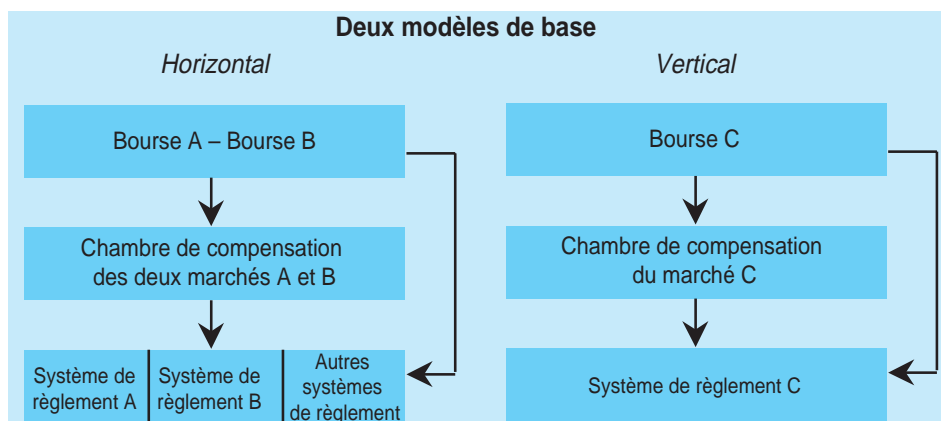 Deux modèles de base
Horizontal
Bourse A – Bourse B
Chambre de compensation
des deux marchés A et B
Système de
règlement A
Système de
règlement B
Autres
systèmes
de règlement
Vertical
Bourse C
Chambre de compensation
du marché C
Système de règlement C